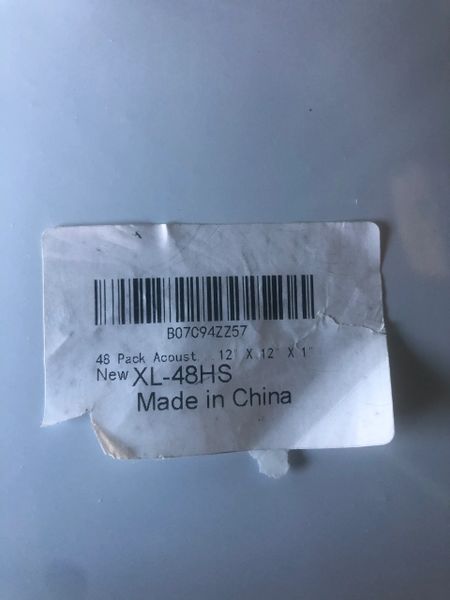 B07C94ZZ57
48 Pack Acoust...12" X 12" X 1"
New XL-48HS
Made in China